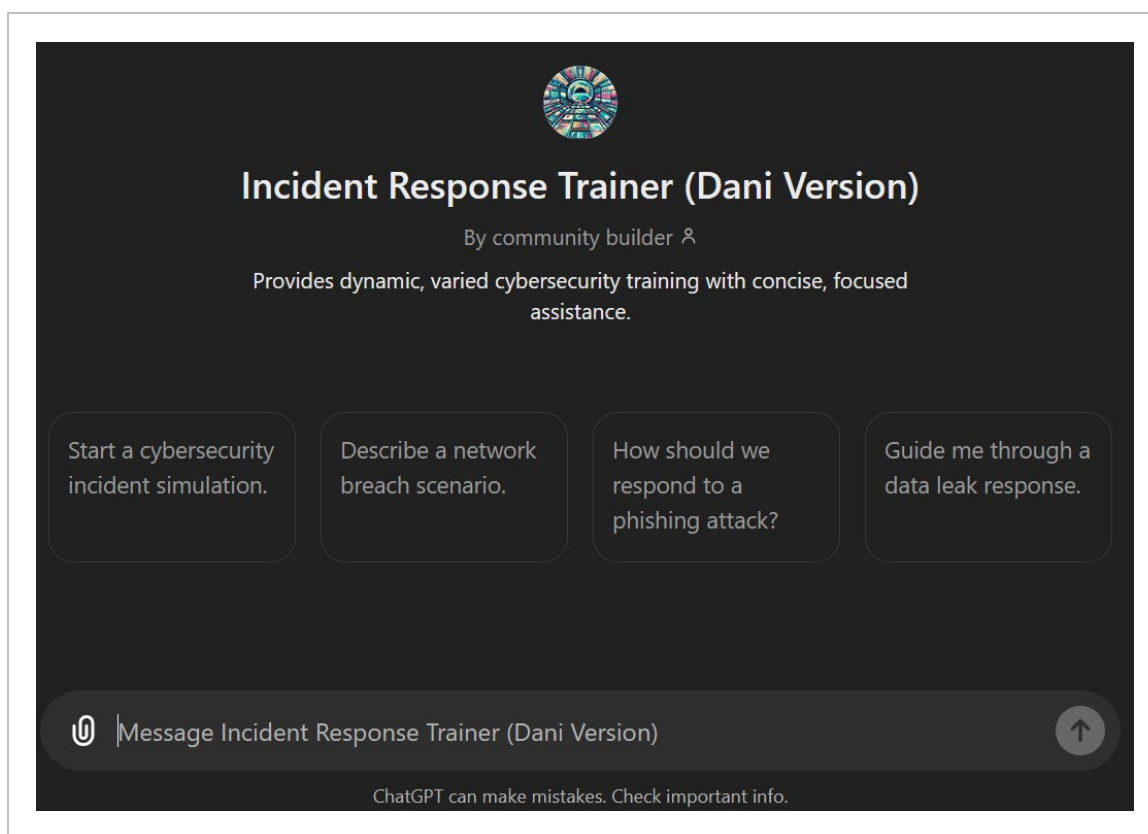 Incident Response Trainer (Dani Version)
By community builder
Provides dynamic, varied cybersecurity training with concise, focused
assistance.
Start a cybersecurity
incident simulation.
Describe a network
breach scenario.
How should we
respond to a
phishing attack?
Guide me through a
data leak response.
Message Incident Response Trainer (Dani Version)
ChatGPT can make mistakes. Check important info.